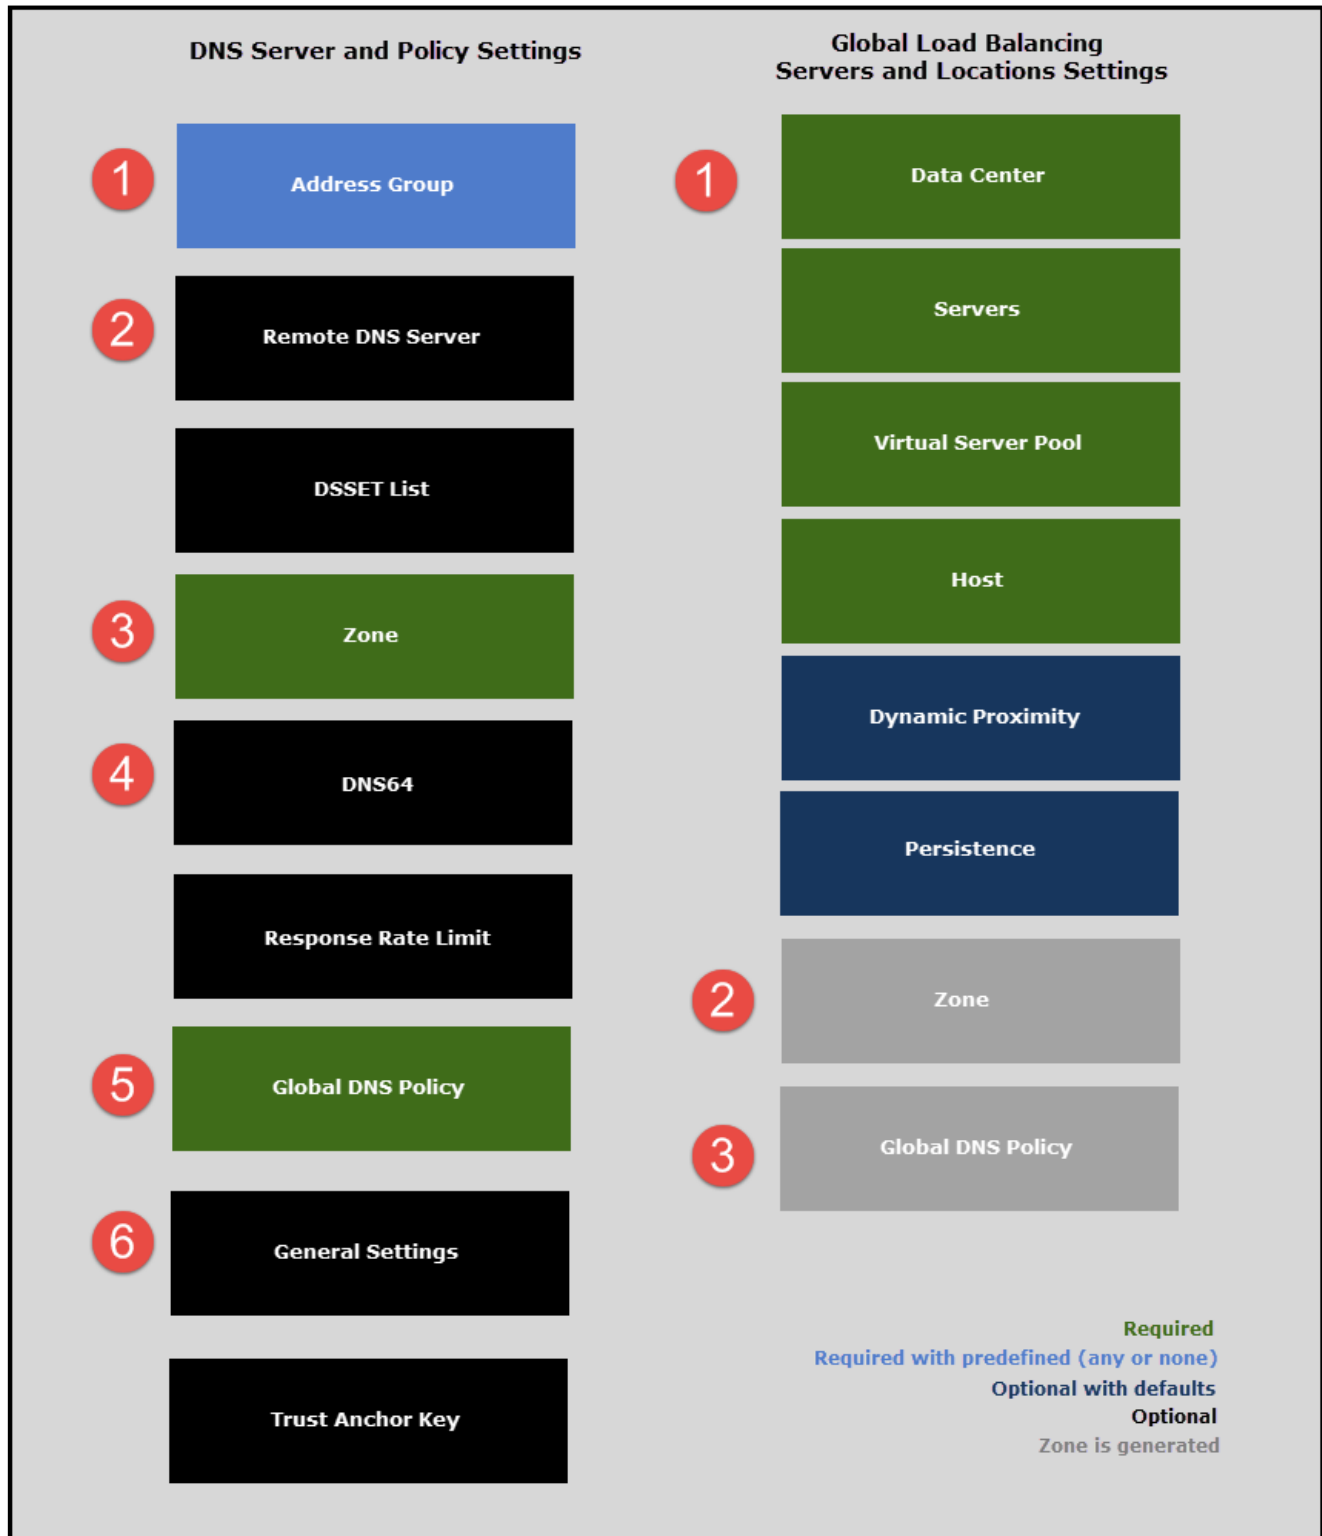 DNS Server and Policy Settings
1
Address Group
2
Remote DNS Server
DSSET List
3
Zone
4
DNS64
Response Rate Limit
5
Global DNS Policy
6
General Settings
Trust Anchor Key
Global Load Balancing
Servers and Locations Settings
1
Data Center
Servers
Virtual Server Pool
Host
Dynamic Proximity
Persistence
2
Zone
3
Global DNS Policy
Required
Required with predefined (any or none)
Optional with defaults
Optional
Zone is generated